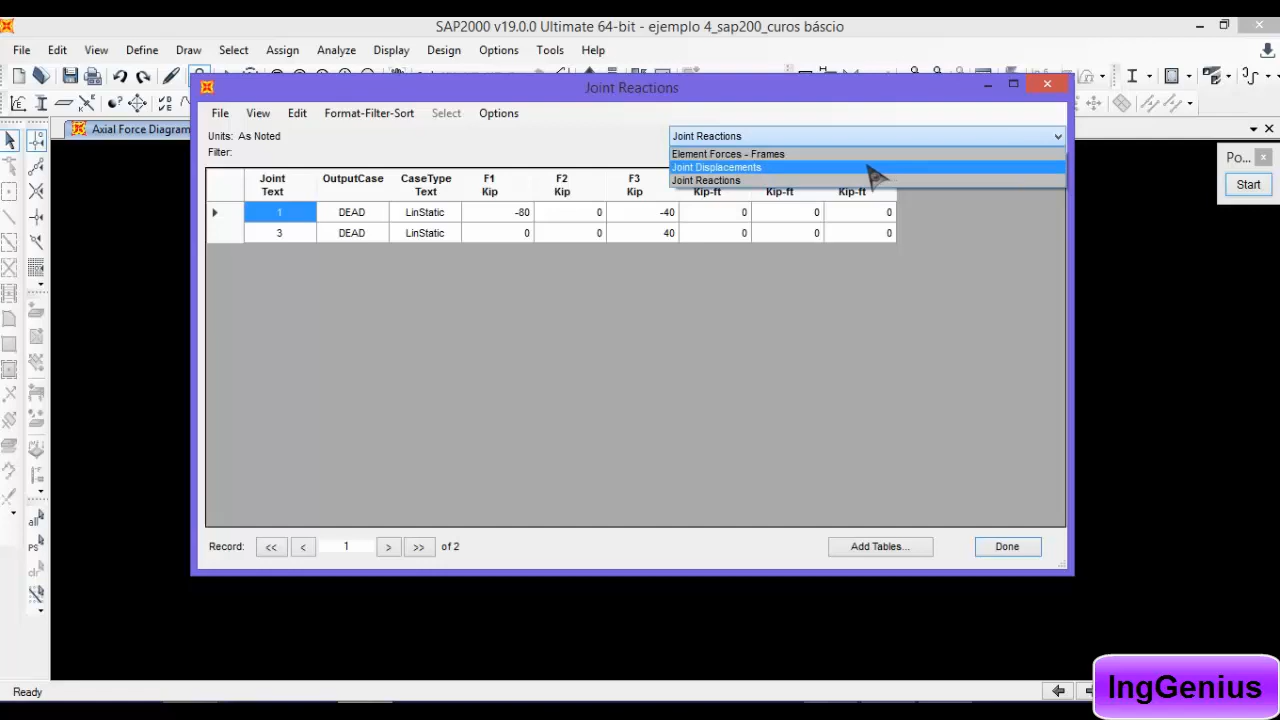 SAP2000 v19.0.0 Ultimate 64-bit - ejemplo 4_sap200_curos báscio
File Edit View Define Draw Select Assign Analyze Display Design Options Tools Help
Joint Reactions
File View Edit Format-Filter-Sort Select Options
Axial Force Diagram
Units: As Noted
Joint Reactions
Filter:
Element Forces - Frames
Joint Displacements
Joint Reactions
Po...
Start
Joint OutputCase CaseType F1 F2 F3
Text Text Kip Kip Kip Kip-ft Kip-ft Kip-ft
1 DEAD LinStatic -80 0 -40 0 0 0
3 DEAD LinStatic 0 0 40 0 0 0
all
PS
clr
Record: << < 1 > >> of 2
Add Tables... Done
Ready
IngGenius